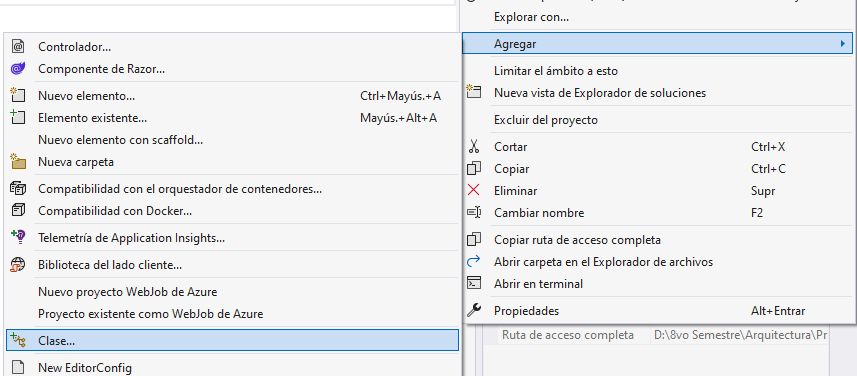 Explorar con...
Agregar
Limitar el ámbito a esto
Nueva vista de Explorador de soluciones
Excluir del proyecto
Cortar Ctrl+X
Copiar Ctrl+C
Eliminar Supr
Cambiar nombre F2
Copiar ruta de acceso completa
Abrir carpeta en el Explorador de archivos
Abrir en terminal
Propiedades Alt+Entrar
Controlador...
Componente de Razor...
Nuevo elemento... Ctrl+Mayús.+A
Elemento existente... Mayús.+Alt+A
Nuevo elemento con scaffold...
Nueva carpeta
Compatibilidad con el orquestador de contenedores...
Compatibilidad con Docker...
Telemetría de Application Insights...
Biblioteca del lado cliente...
Nuevo proyecto WebJob de Azure
Proyecto existente como WebJob de Azure
Clase...
New EditorConfig
Ruta de acceso completa D:\8vo Semestre\Arquitectura\Pr